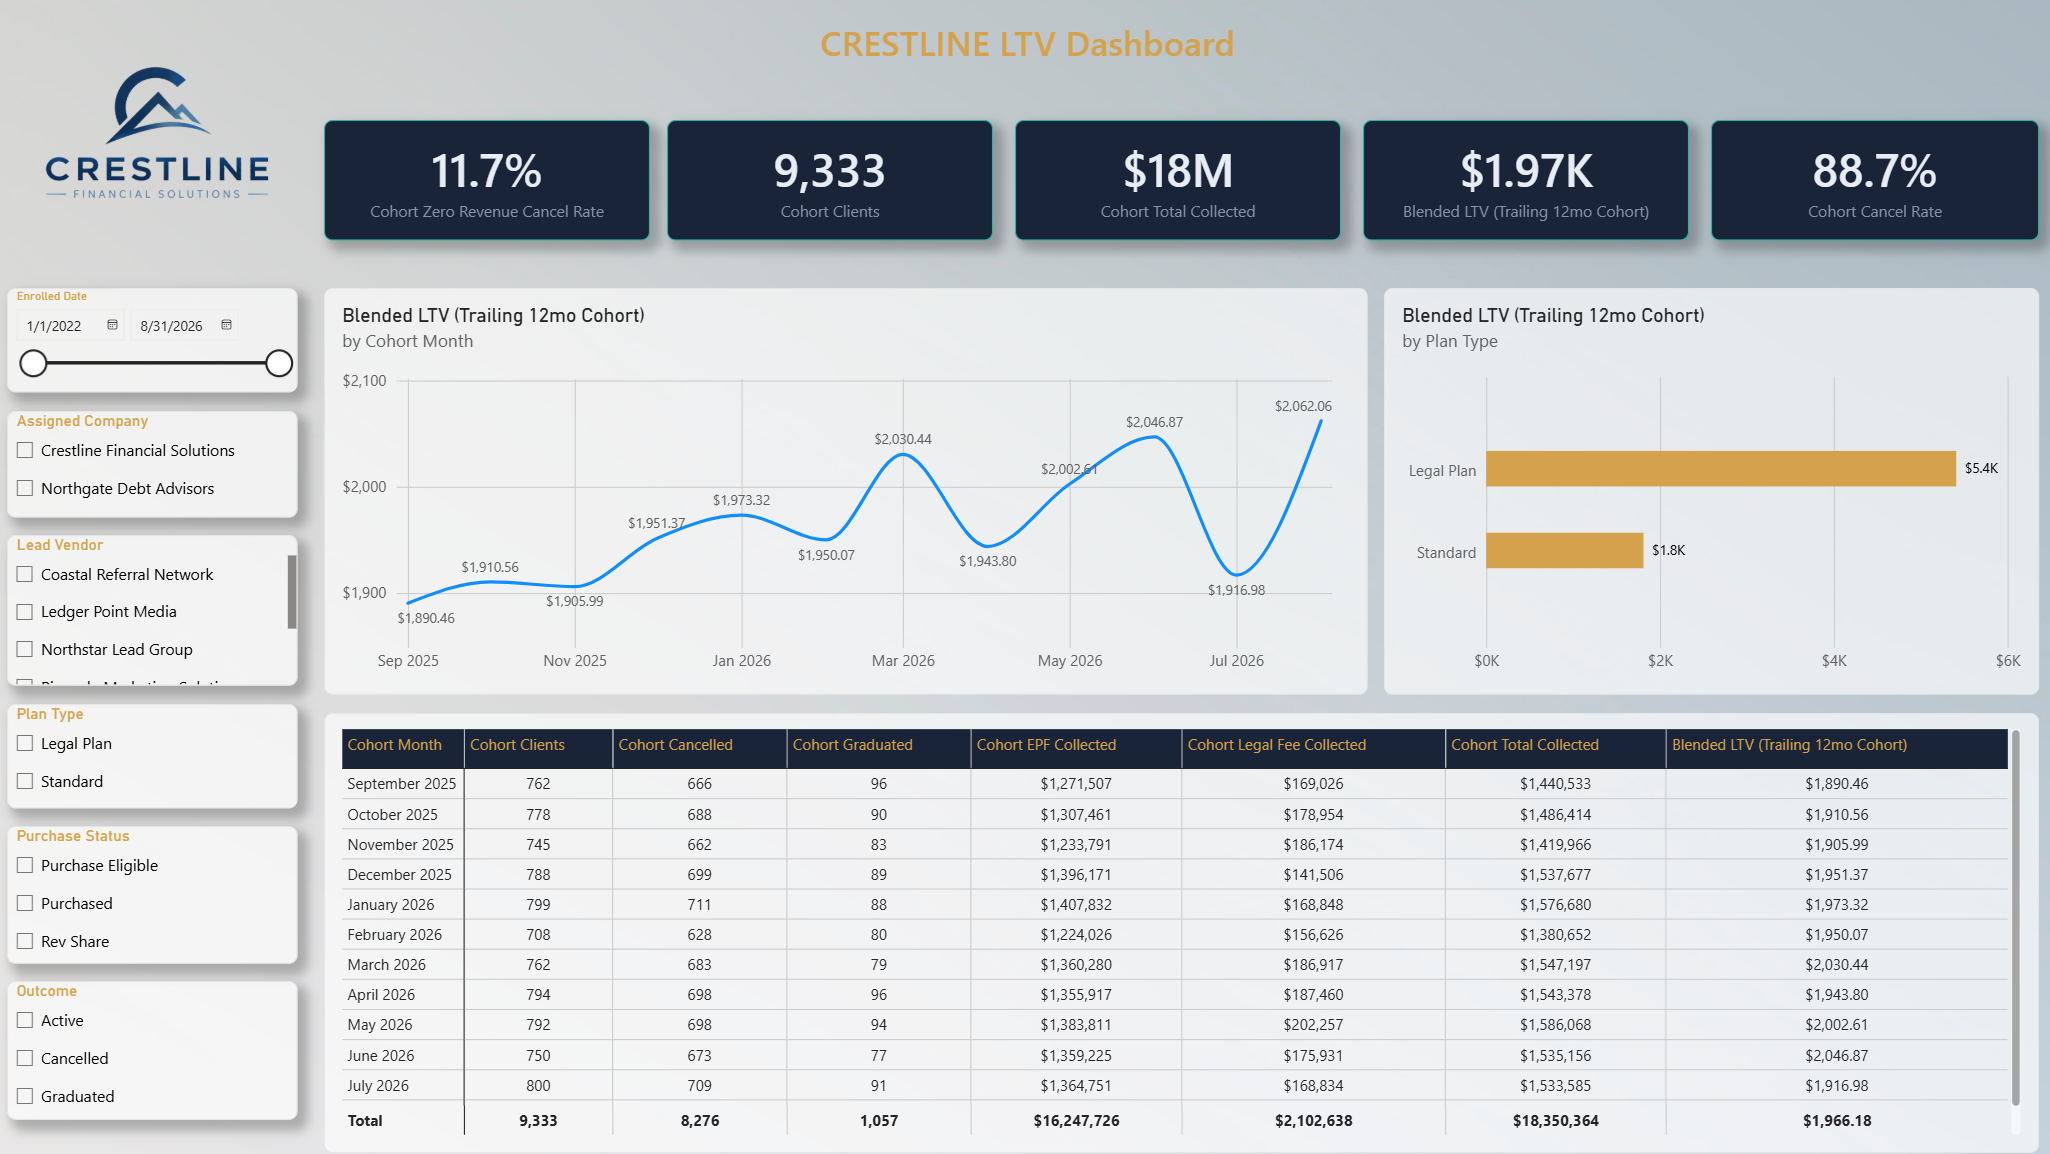 CRESTLINE LTV Dashboard
CRESTLINE
FINANCIAL SOLUTIONS
11.7%
Cohort Zero Revenue Cancel Rate
9,333
Cohort Clients
$18M
Cohort Total Collected
$1.97K
Blended LTV (Trailing 12mo Cohort)
88.7%
Cohort Cancel Rate
Enrolled Date
1/1/2022 8/31/2026
Assigned Company
Crestline Financial Solutions
Northgate Debt Advisors
Lead Vendor
Coastal Referral Network
Ledger Point Media
Northstar Lead Group
Plan Type
Legal Plan
Standard
Purchase Status
Purchase Eligible
Purchased
Rev Share
Outcome
Active
Cancelled
Graduated
Blended LTV (Trailing 12mo Cohort)
by Cohort Month
$2,100
$2,000
$1,900
$1,890.46
$1,910.56
$1,905.99
$1,951.37
$1,973.32
$1,950.07
$2,030.44
$1,943.80
$2,002.61
$2,046.87
$1,916.98
$2,062.06
Sep 2025 Nov 2025 Jan 2026 Mar 2026 May 2026 Jul 2026
Blended LTV (Trailing 12mo Cohort)
by Plan Type
Legal Plan $5.4K
Standard $1.8K
$0K $2K $4K $6K
Cohort Month Cohort Clients Cohort Cancelled Cohort Graduated Cohort EPF Collected Cohort Legal Fee Collected Cohort Total Collected Blended LTV (Trailing 12mo Cohort)
September 2025 762 666 96 $1,271,507 $169,026 $1,440,533 $1,890.46
October 2025 778 688 90 $1,307,461 $178,954 $1,486,414 $1,910.56
November 2025 745 662 83 $1,233,791 $186,174 $1,419,966 $1,905.99
December 2025 788 699 89 $1,396,171 $141,506 $1,537,677 $1,951.37
January 2026 799 711 88 $1,407,832 $168,848 $1,576,680 $1,973.32
February 2026 708 628 80 $1,224,026 $156,626 $1,380,652 $1,950.07
March 2026 762 683 79 $1,360,280 $186,917 $1,547,197 $2,030.44
April 2026 794 698 96 $1,355,917 $187,460 $1,543,378 $1,943.80
May 2026 792 698 94 $1,383,811 $202,257 $1,586,068 $2,002.61
June 2026 750 673 77 $1,359,225 $175,931 $1,535,156 $2,046.87
July 2026 800 709 91 $1,364,751 $168,834 $1,533,585 $1,916.98
Total 9,333 8,276 1,057 $16,247,726 $2,102,638 $18,350,364 $1,966.18